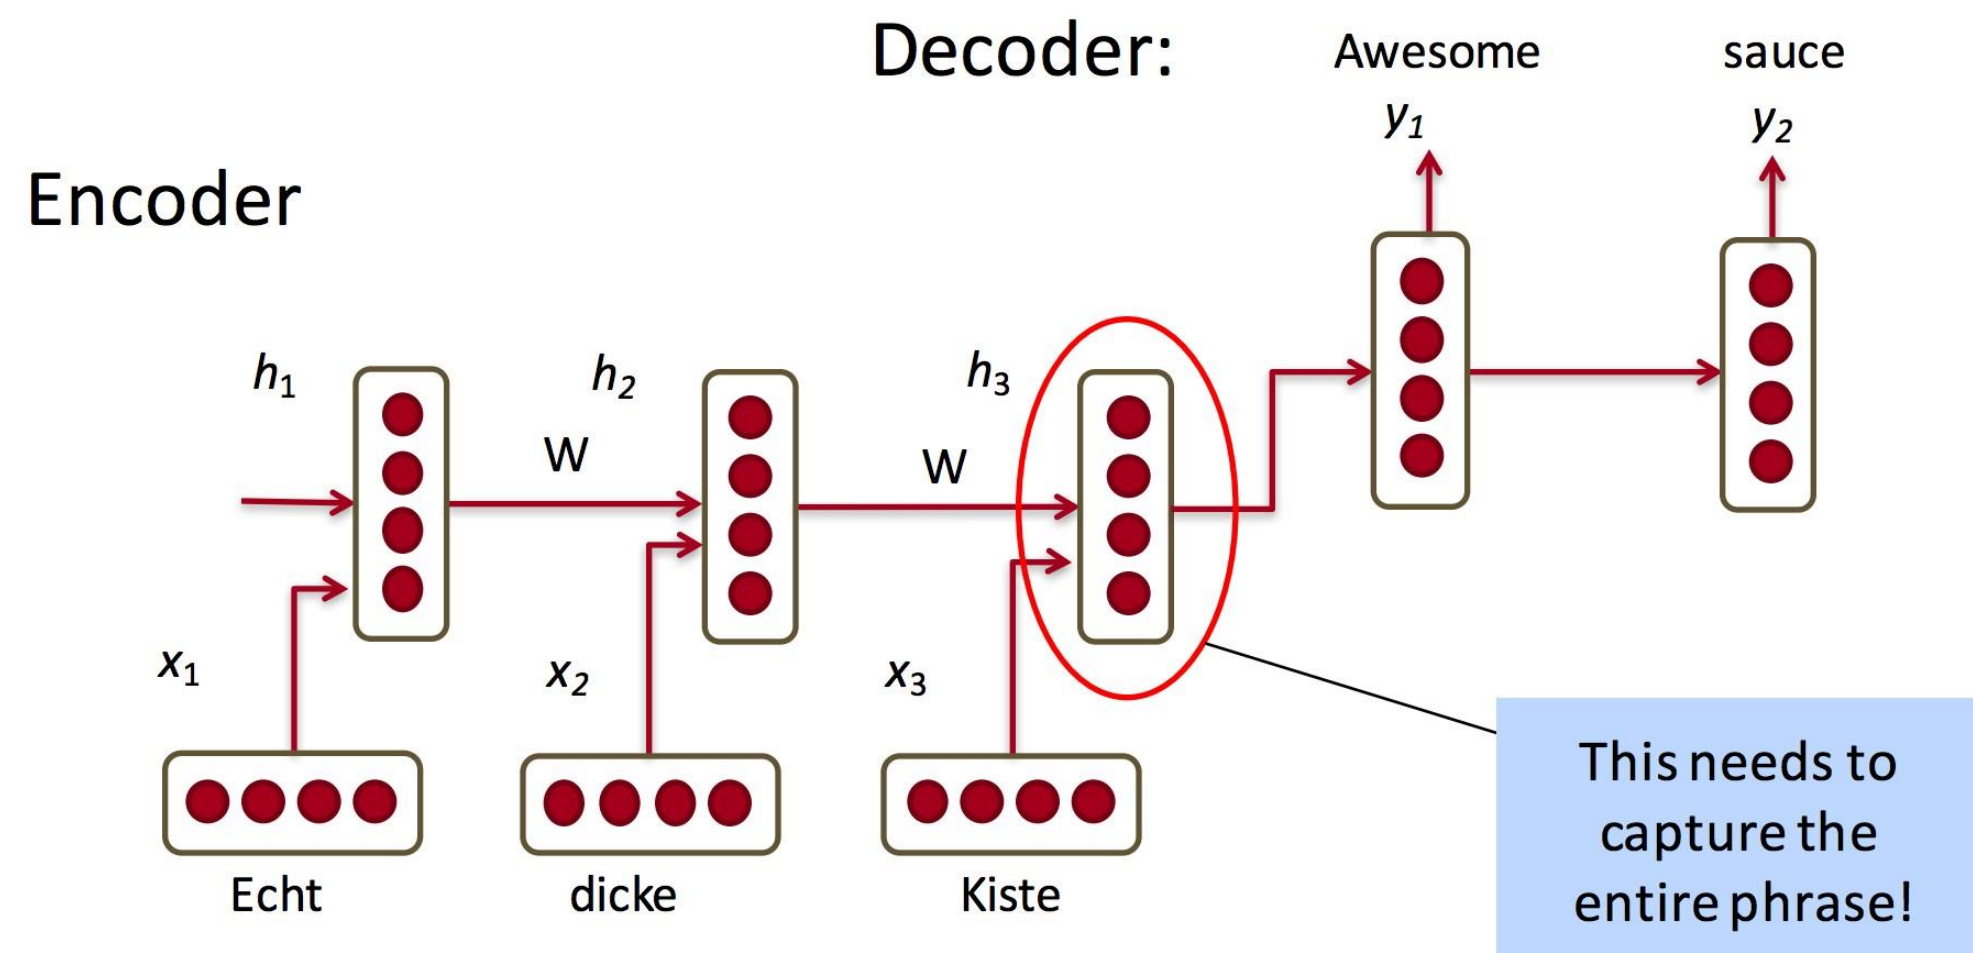 Decoder:
Awesome
sauce
y1
y2
Encoder
h1
h2
h3
W
W
x1
x2
x3
Echt
dicke
Kiste
This needs to
capture the
entire phrase!